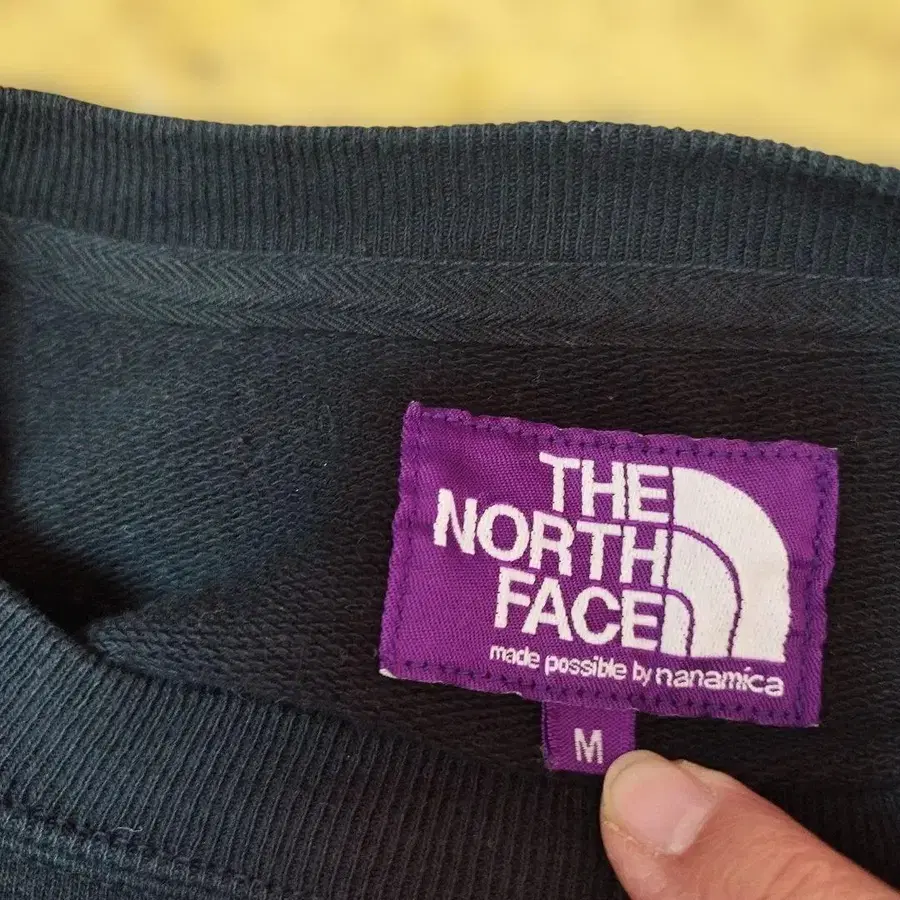 THE
NORTH
FACE
made possible by nanamica
M